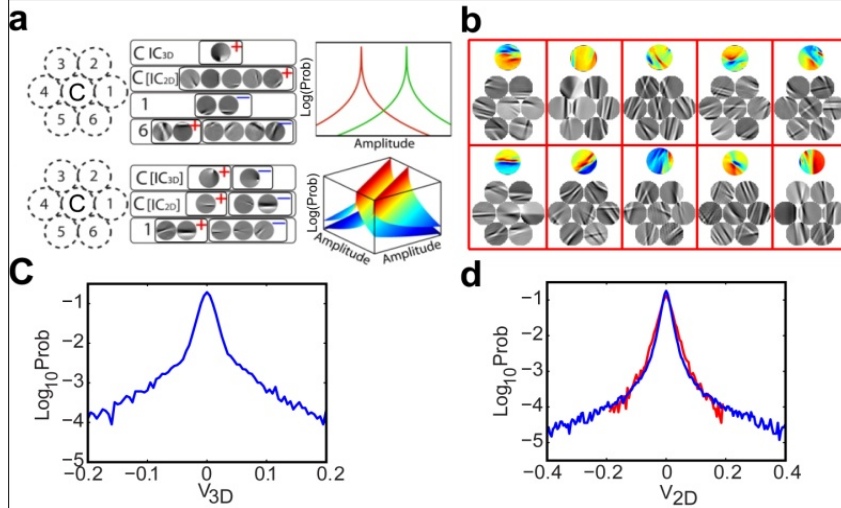 a
3 2
4 C 1
5 6
C IC3D +
C [IC2D] +
1 −
6 + −
Log(Prob)
Amplitude
3 2
4 C 1
5 6
C [IC3D] + −
C [IC2D] + −
1 + −
Log(Prob)
Amplitude Amplitude
b
C
−1
−2
−3
−4
−5
Log10Prob
−0.2 −0.1 0 0.1 0.2
V3D
d
−1
−2
−3
−4
−5
Log10Prob
−0.4 −0.2 0 0.2 0.4
V2D